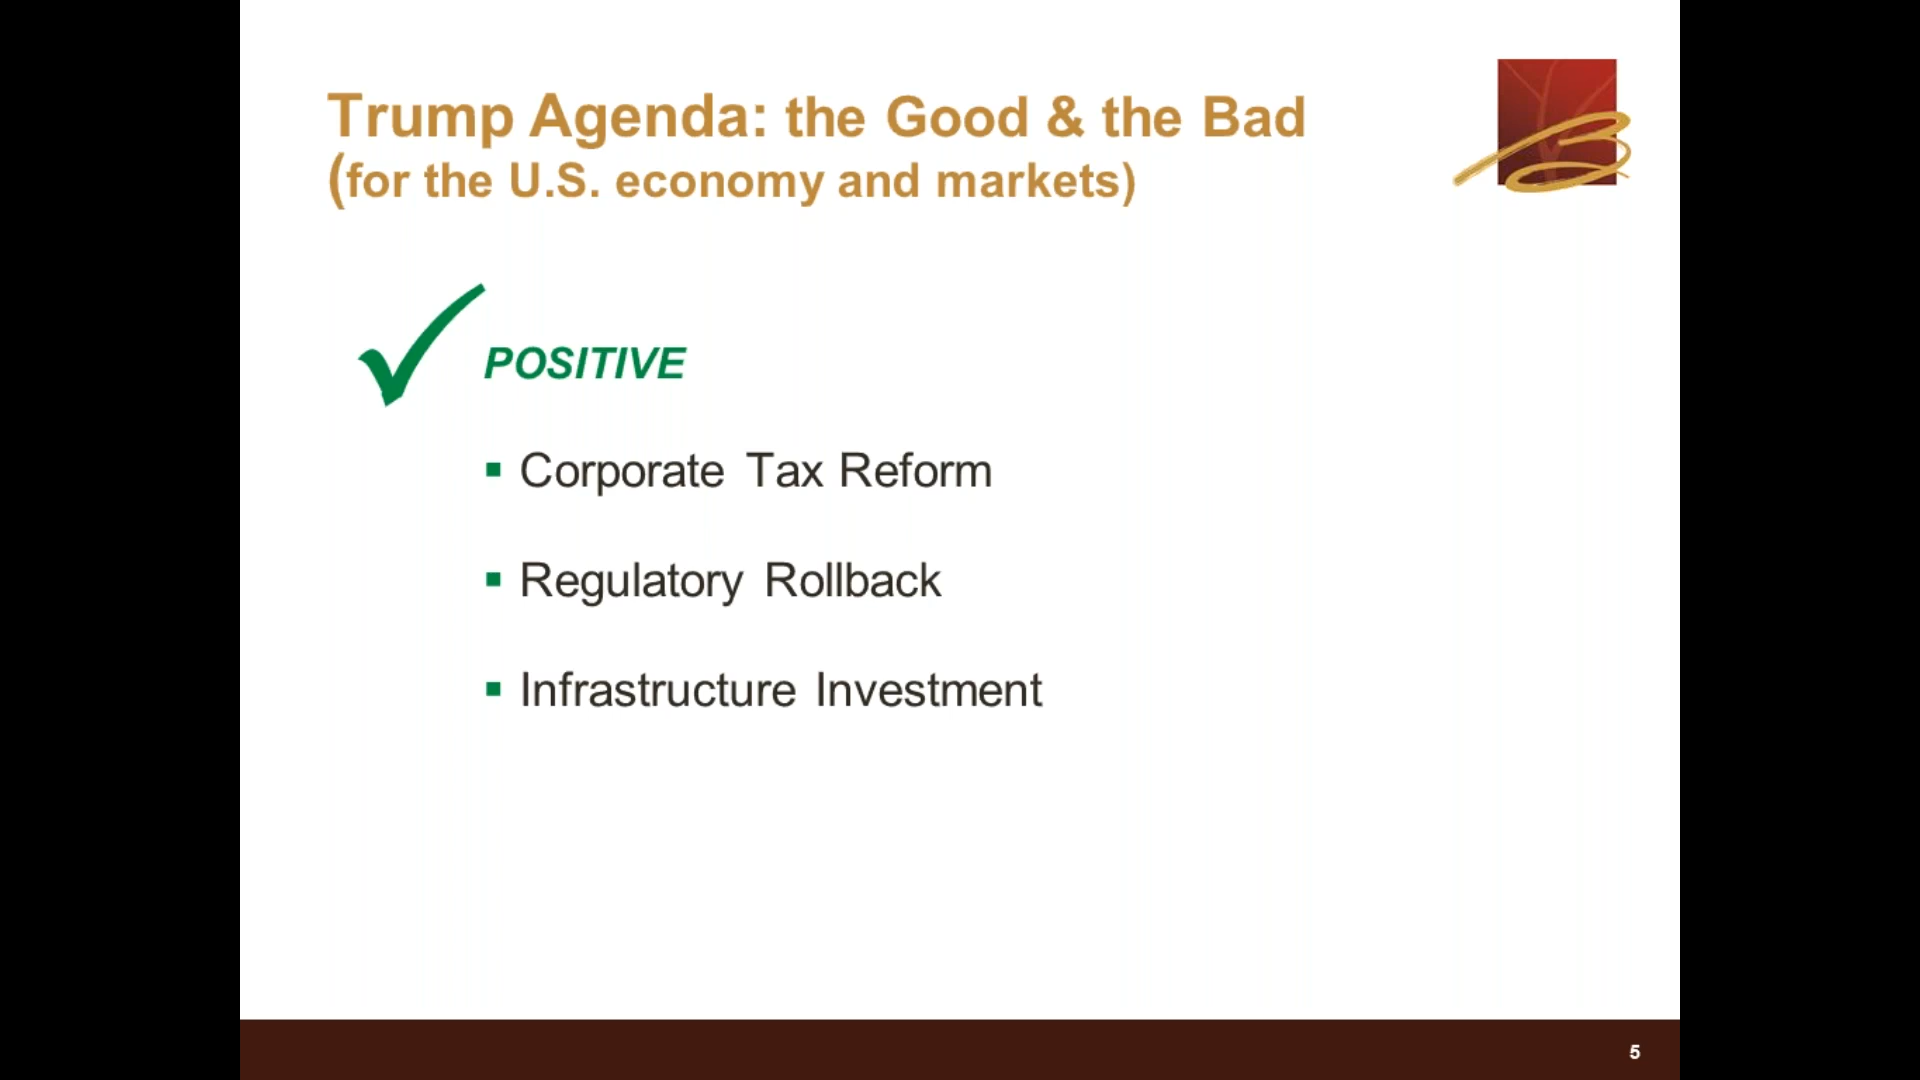 Trump Agenda: the Good & the Bad
(for the U.S. economy and markets)
POSITIVE
▪ Corporate Tax Reform
▪ Regulatory Rollback
▪ Infrastructure Investment
5